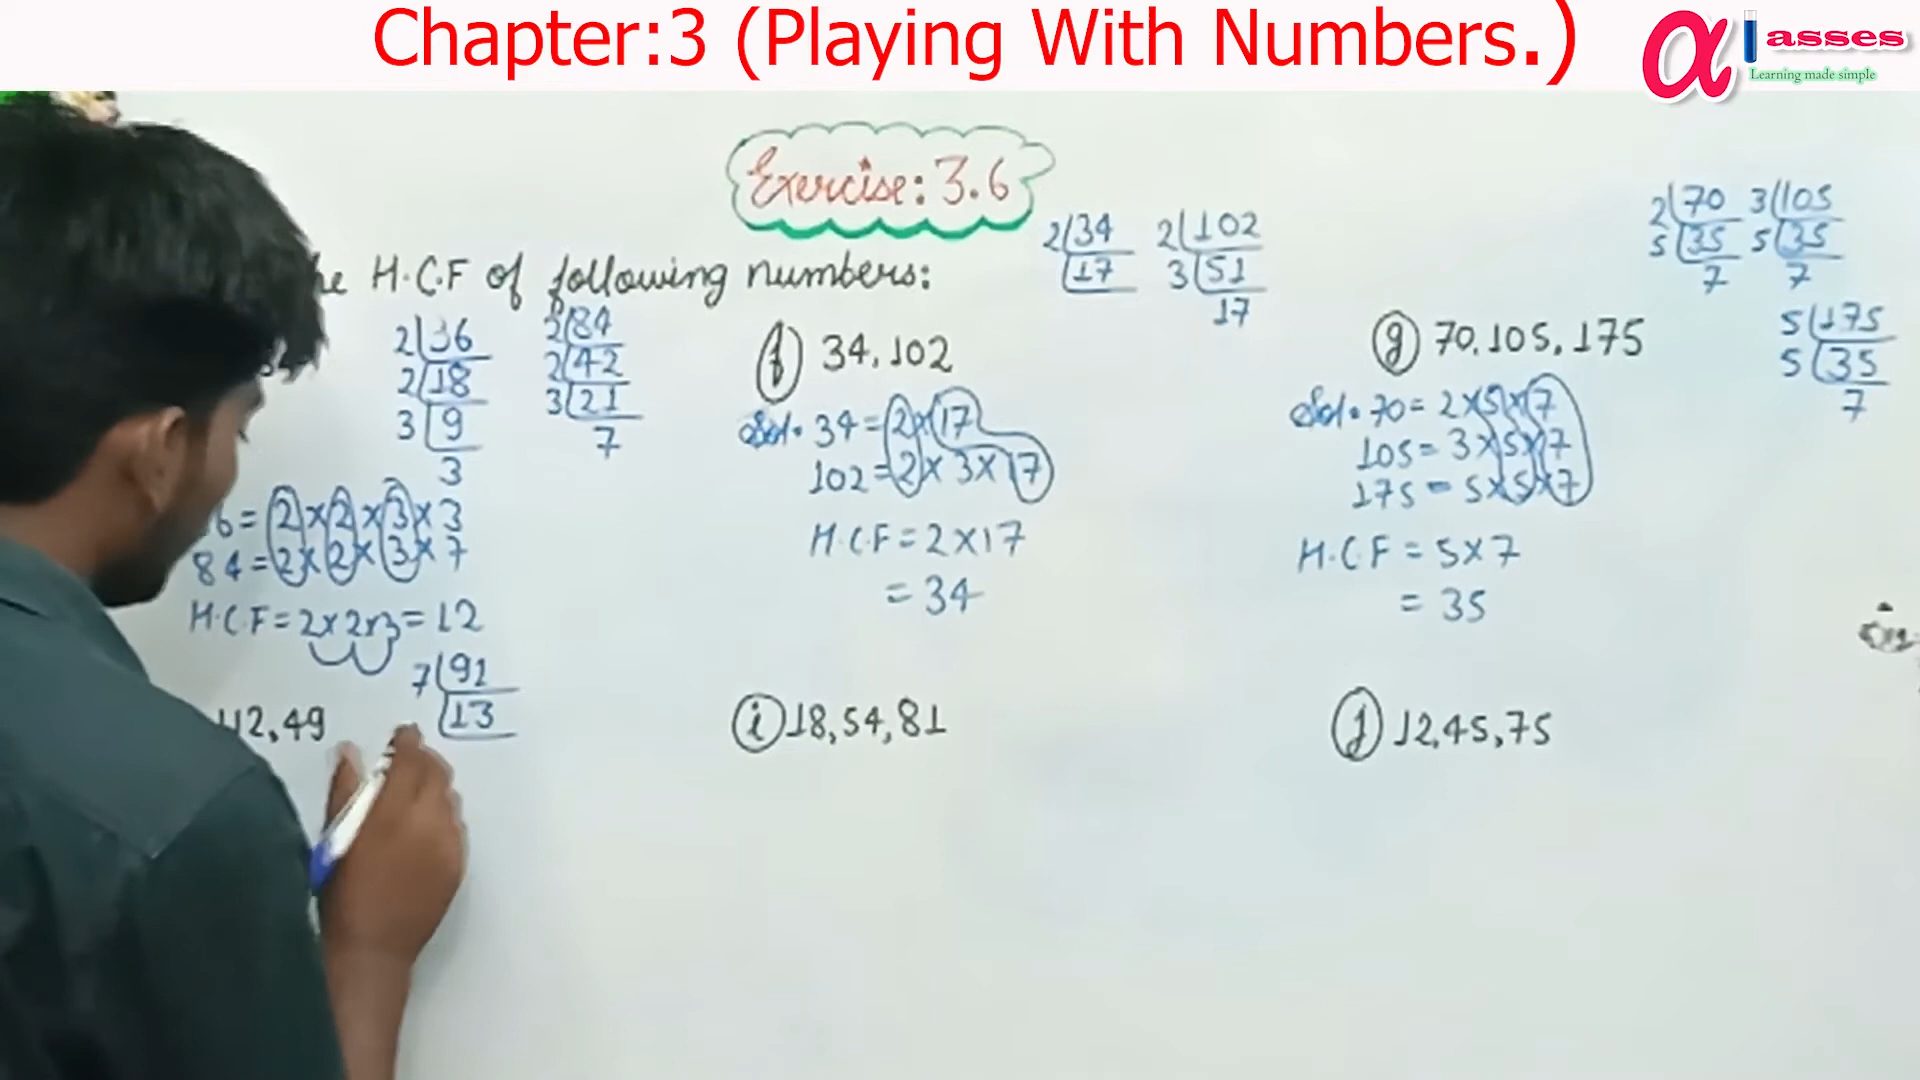 Chapter:3 (Playing With Numbers.)
α lasses
Learning made simple
Exercise: 3.6
H.C.F of following numbers:
2 36
2 18
3 9
3
2 84
2 42
3 21
7
6 = 2 × 2 × 3 × 3
84 = 2 × 2 × 3 × 7
H.C.F = 2 × 2 × 3 = 12
(f) 34, 102
2 34
17
2 102
3 51
17
Sol. 34 = 2 × 17
102 = 2 × 3 × 17
H.C.F = 2 × 17
= 34
(g) 70, 105, 175
2 70
5 35
7
3 105
5 35
7
5 175
5 35
7
Sol. 70 = 2 × 5 × 7
105 = 3 × 5 × 7
175 = 5 × 5 × 7
H.C.F = 5 × 7
= 35
112, 49
7 91
13
(i) 18, 54, 81
(j) 12, 45, 75